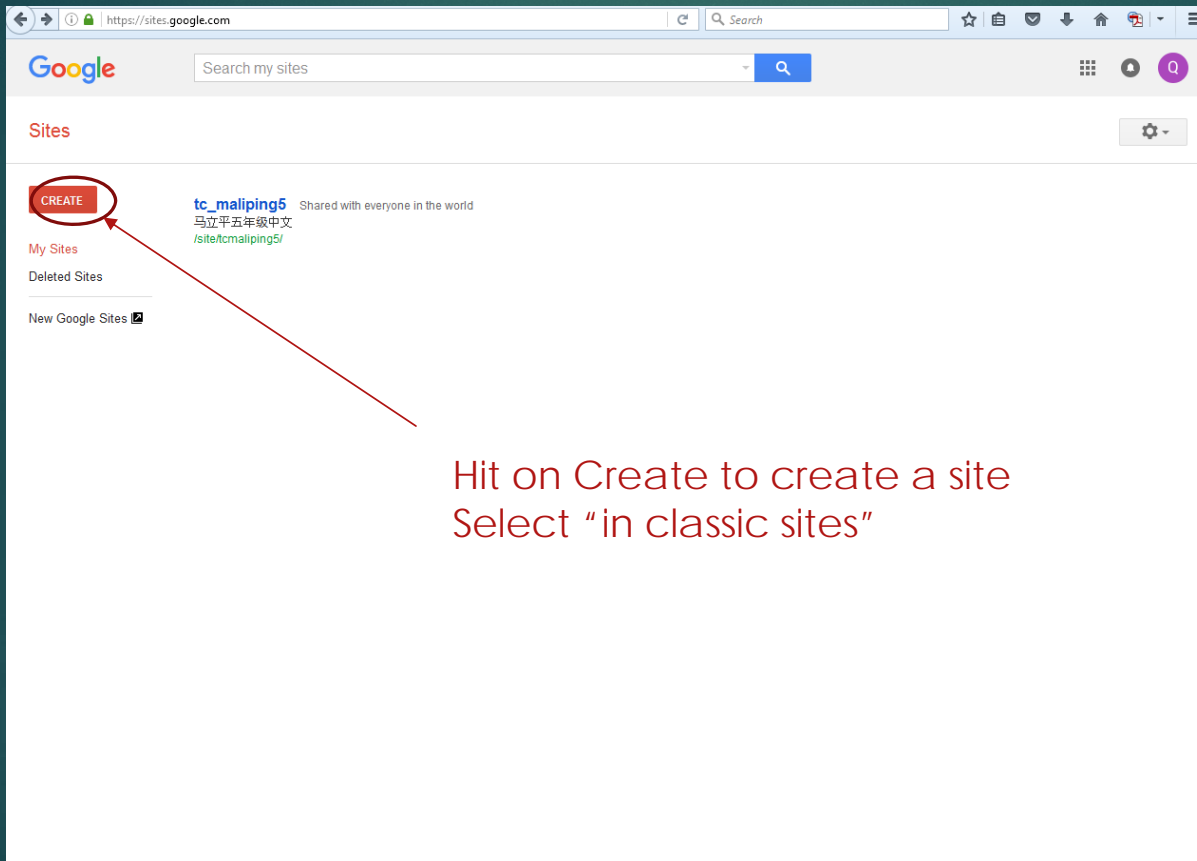 https://sites.google.com
Search
Google
Search my sites
Q
Sites
CREATE
tc_maliping5 Shared with everyone in the world
马立平五年级中文
/site/tcmaliping5/
My Sites
Deleted Sites
New Google Sites
Hit on Create to create a site
Select “in classic sites”